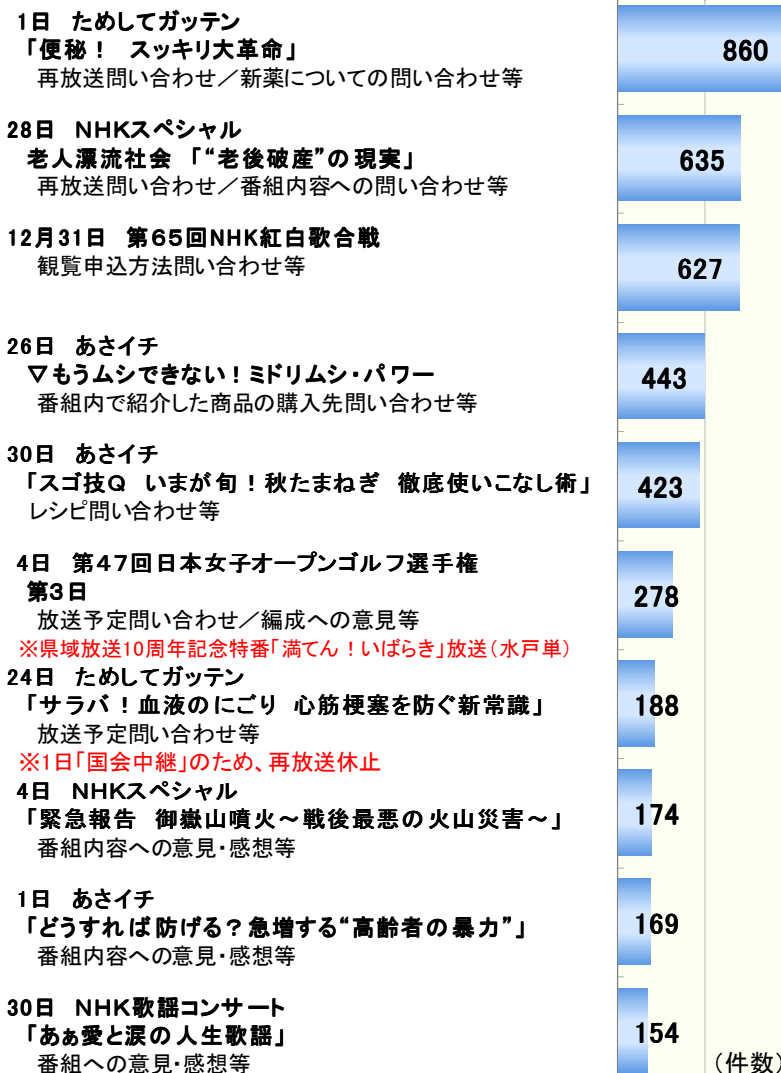 1日 ためしてガッテン
「便秘！ スッキリ大革命」
860
再放送問い合わせ／新薬についての問い合わせ等
28日 NHKスペシャル
老人漂流社会 「“老後破産”の現実」
635
再放送問い合わせ／番組内容への問い合わせ等
12月31日 第65回NHK紅白歌合戦
観覧申込方法問い合わせ等
627
26日 あさイチ
▽もうムシできない！ミドリムシ・パワー
443
番組内で紹介した商品の購入先問い合わせ等
30日 あさイチ
「スゴ技Q いまが旬！秋たまねぎ 徹底使いこなし術」
423
レシピ問い合わせ等
4日 第47回日本女子オープンゴルフ選手権
第3日
278
放送予定問い合わせ／編成への意見等
※県域放送10周年記念特番「満てん！いばらき」放送（水戸単）
24日 ためしてガッテン
「サラバ！血液のにごり 心筋梗塞を防ぐ新常識」
188
放送予定問い合わせ等
※1日「国会中継」のため、再放送休止
4日 NHKスペシャル
「緊急報告 御嶽山噴火～戦後最悪の火山災害～」
174
番組内容への意見・感想等
1日 あさイチ
「どうすれば防げる？急増する“高齢者の暴力”」
169
番組内容への意見・感想等
30日 NHK歌謡コンサート
「あぁ愛と涙の人生歌謡」
154
番組への意見・感想等
（件数）